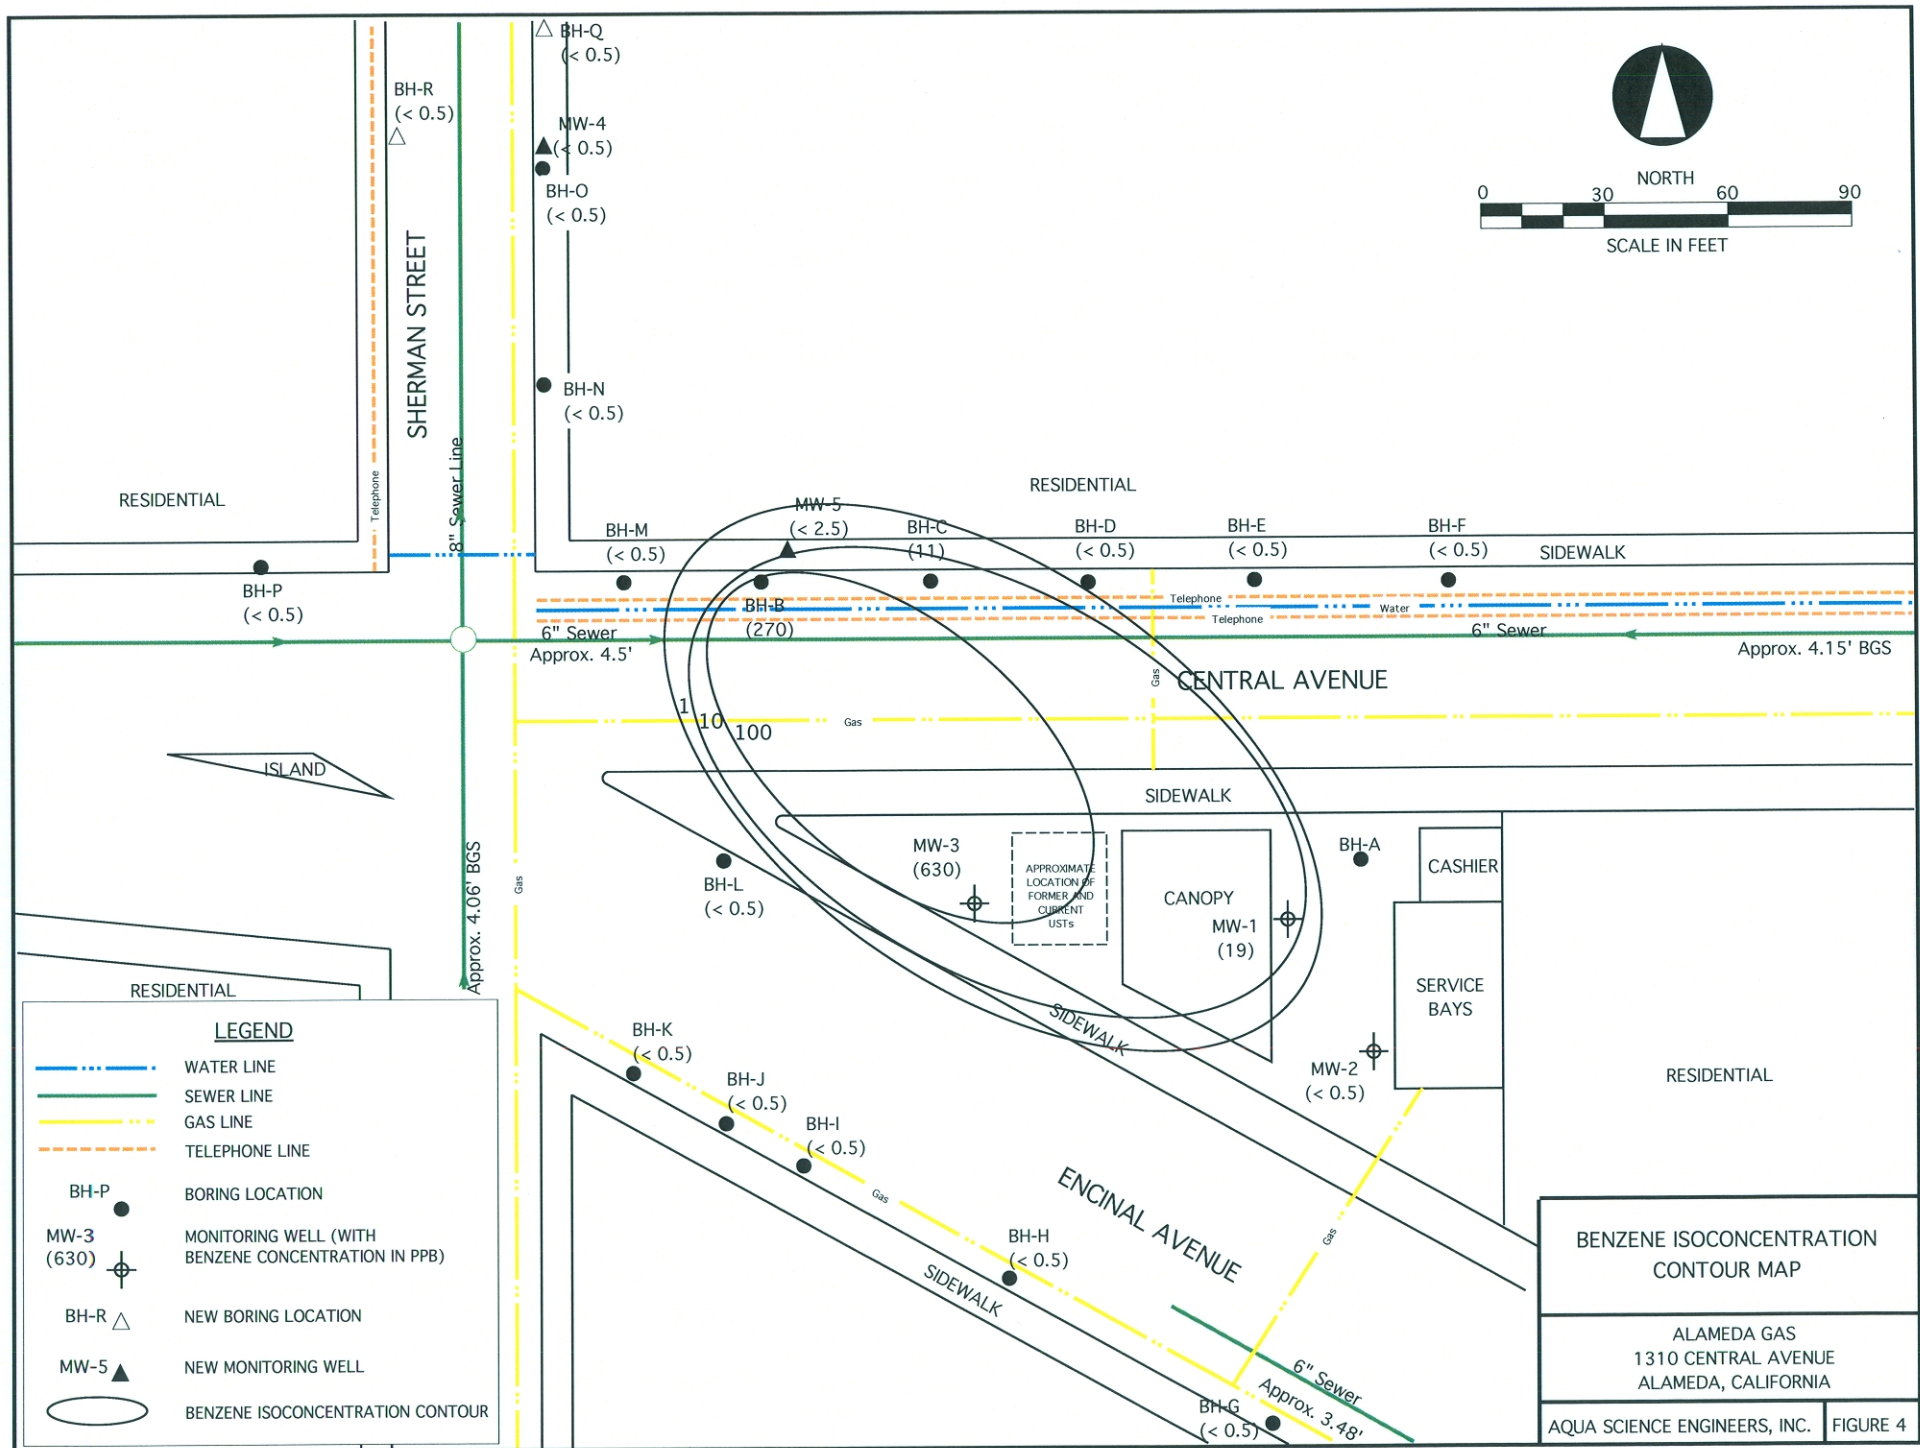 BH-Q
(< 0.5)
BH-R
(< 0.5)
MW-4
(< 0.5)
BH-O
(< 0.5)
NORTH
0 30 60 90
SCALE IN FEET
SHERMAN STREET
8" Sewer Line
Telephone
BH-N
(< 0.5)
RESIDENTIAL
RESIDENTIAL
MW-5
(< 2.5)
BH-M
(< 0.5)
BH-C
(11)
BH-D
(< 0.5)
BH-E
(< 0.5)
BH-F
(< 0.5)
SIDEWALK
BH-P
(< 0.5)
BH-B
(270)
Telephone
Water
Telephone
6" Sewer
Approx. 4.5'
6" Sewer
Approx. 4.15' BGS
Gas
CENTRAL AVENUE
1
10
100
Gas
ISLAND
SIDEWALK
MW-3
(630)
APPROXIMATE
LOCATION OF
FORMER AND
CURRENT
USTs
CANOPY
BH-A
CASHIER
MW-1
(19)
BH-L
(< 0.5)
Approx. 4.06' BGS
Gas
SERVICE
BAYS
RESIDENTIAL
SIDEWALK
MW-2
(< 0.5)
RESIDENTIAL
BH-K
(< 0.5)
BH-J
(< 0.5)
BH-I
(< 0.5)
Gas
ENCINAL AVENUE
Gas
BH-H
(< 0.5)
SIDEWALK
6" Sewer
Approx. 3.48'
BH-G
(< 0.5)
LEGEND
WATER LINE
SEWER LINE
GAS LINE
TELEPHONE LINE
BH-P
BORING LOCATION
MW-3
(630)
MONITORING WELL (WITH
BENZENE CONCENTRATION IN PPB)
BH-R
NEW BORING LOCATION
MW-5
NEW MONITORING WELL
BENZENE ISOCONCENTRATION CONTOUR
BENZENE ISOCONCENTRATION
CONTOUR MAP
ALAMEDA GAS
1310 CENTRAL AVENUE
ALAMEDA, CALIFORNIA
AQUA SCIENCE ENGINEERS, INC.
FIGURE 4